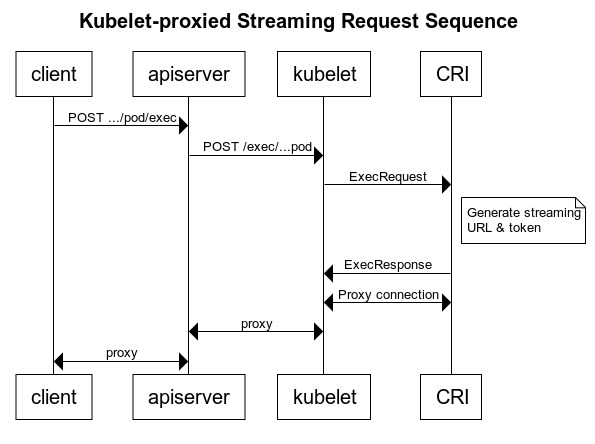 Kubelet-proxied Streaming Request Sequence
client
apiserver
kubelet
CRI
POST .../pod/exec
POST /exec/...pod
ExecRequest
Generate streaming
URL & token
ExecResponse
Proxy connection
proxy
proxy
client
apiserver
kubelet
CRI